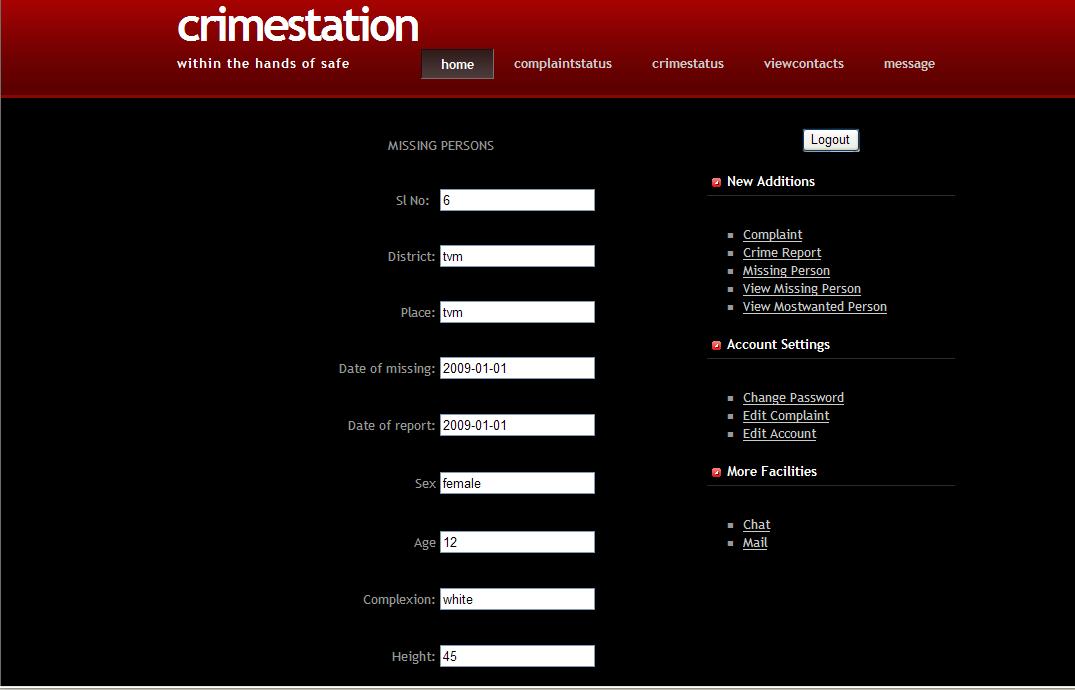 crimestation
within the hands of safe
home complaintstatus crimestatus viewcontacts message
MISSING PERSONS
Sl No: 6
District: tvm
Place: tvm
Date of missing: 2009-01-01
Date of report: 2009-01-01
Sex female
Age 12
Complexion: white
Height: 45
Logout
New Additions
Complaint
Crime Report
Missing Person
View Missing Person
View Mostwanted Person
Account Settings
Change Password
Edit Complaint
Edit Account
More Facilities
Chat
Mail